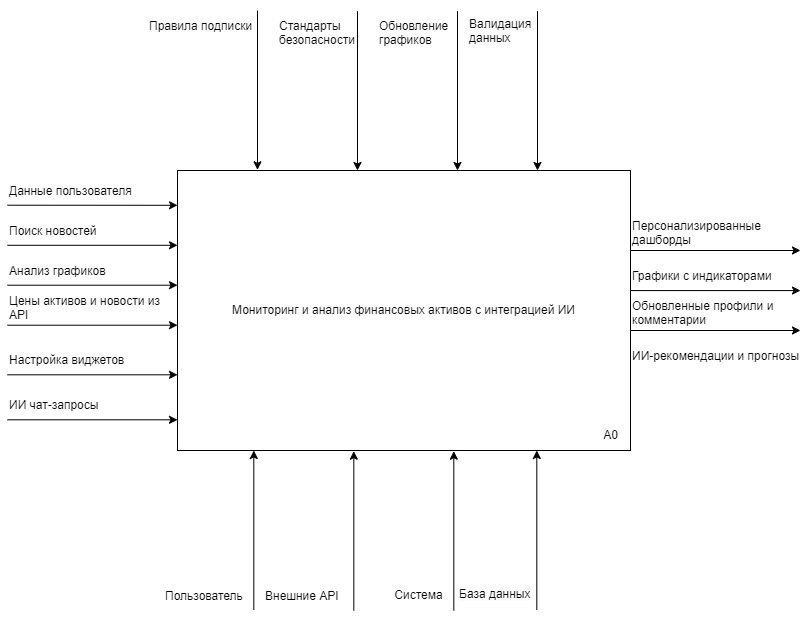 Правила подписки
Стандарты
безопасности
Обновление
графиков
Валидация
данных
Данные пользователя
Поиск новостей
Анализ графиков
Цены активов и новости из
API
Настройка виджетов
ИИ чат-запросы
Мониторинг и анализ финансовых активов с интеграцией ИИ
A0
Персонализированные
дашборды
Графики с индикаторами
Обновленные профили и
комментарии
ИИ-рекомендации и прогнозы
Пользователь
Внешние API
Система
База данных